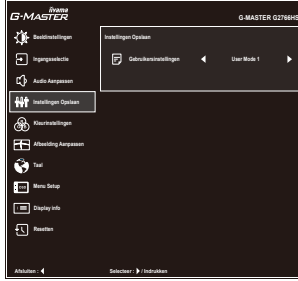 iiyama
G-MASTER
G-MASTER G2766HS
Beeldinstellingen
Instellingen Opslaan
Gebruikersinstellingen
User Mode 1
Ingangsselectie
Audio Aanpassen
Instellingen Opslaan
Kleurinstellingen
Afbeelding Aanpassen
Taal
OSD
Menu Setup
Display info
Resetten
Afsluiten :
Selecteer : / Indrukken